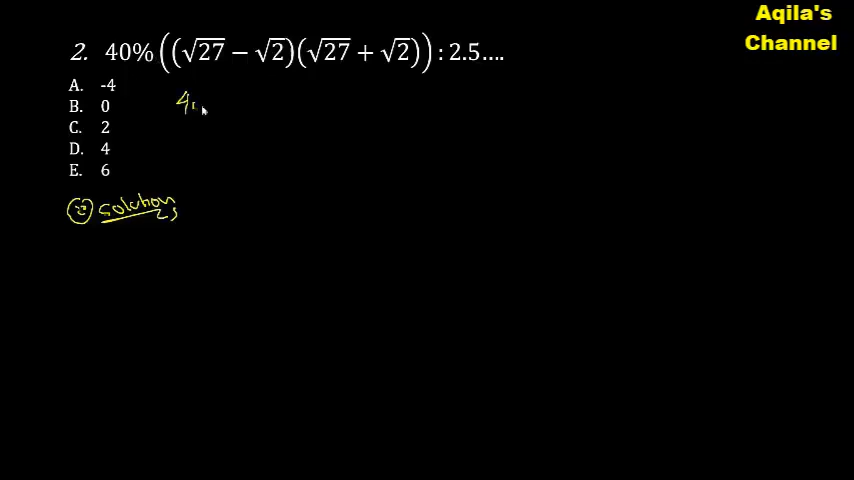 Aqila's
Channel
2. 40% ((√27 − √2)(√27 + √2)) : 2.5....
A. -4
B. 0
C. 2
D. 4
E. 6
solution